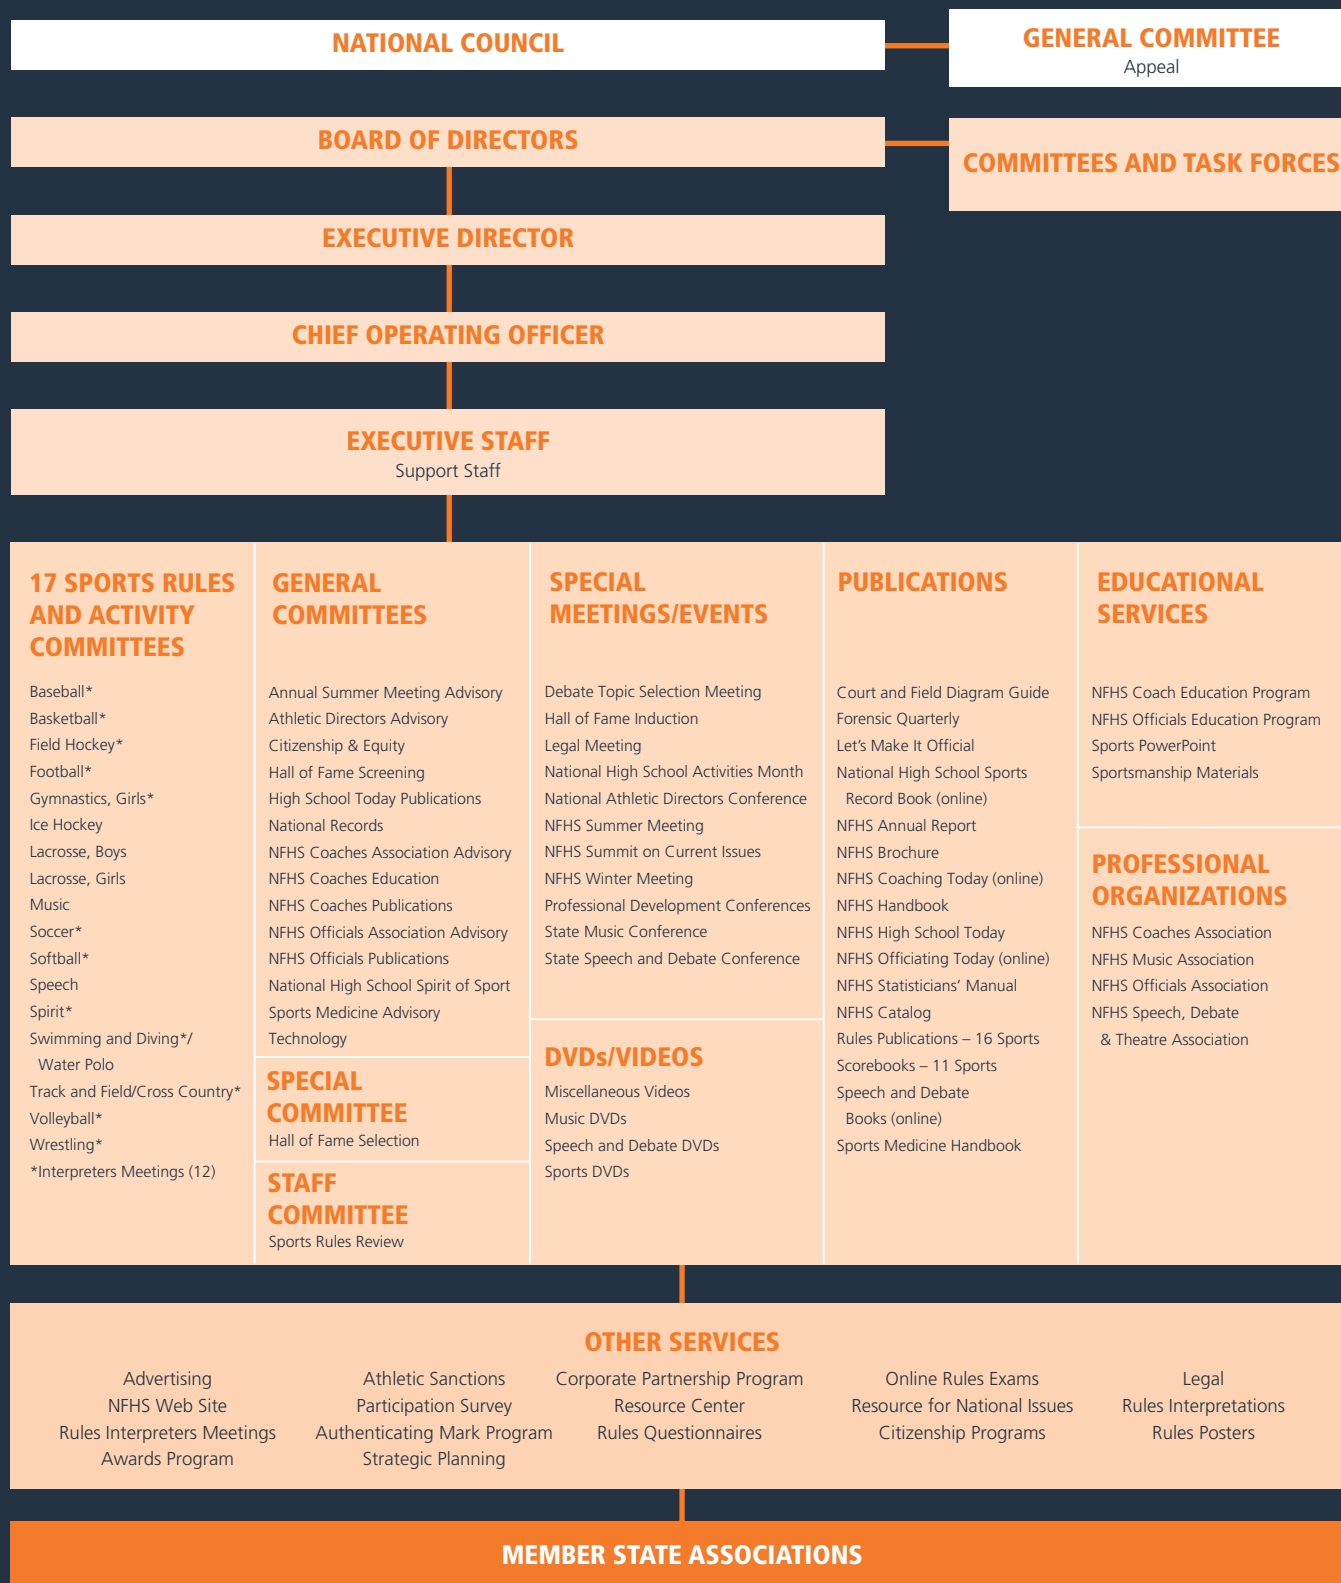 NATIONAL COUNCIL
GENERAL COMMITTEE
Appeal
BOARD OF DIRECTORS
COMMITTEES AND TASK FORCES
EXECUTIVE DIRECTOR
CHIEF OPERATING OFFICER
EXECUTIVE STAFF
Support Staff
17 SPORTS RULES
AND ACTIVITY
COMMITTEES
Baseball*
Basketball*
Field Hockey*
Football*
Gymnastics, Girls*
Ice Hockey
Lacrosse, Boys
Lacrosse, Girls
Music
Soccer*
Softball*
Speech
Spirit*
Swimming and Diving*/
Water Polo
Track and Field/Cross Country*
Volleyball*
Wrestling*
*Interpreters Meetings (12)
GENERAL
COMMITTEES
Annual Summer Meeting Advisory
Athletic Directors Advisory
Citizenship & Equity
Hall of Fame Screening
High School Today Publications
National Records
NFHS Coaches Association Advisory
NFHS Coaches Education
NFHS Coaches Publications
NFHS Officials Association Advisory
NFHS Officials Publications
National High School Spirit of Sport
Sports Medicine Advisory
Technology
SPECIAL
COMMITTEE
Hall of Fame Selection
STAFF
COMMITTEE
Sports Rules Review
SPECIAL
MEETINGS/EVENTS
Debate Topic Selection Meeting
Hall of Fame Induction
Legal Meeting
National High School Activities Month
National Athletic Directors Conference
NFHS Summer Meeting
NFHS Summit on Current Issues
NFHS Winter Meeting
Professional Development Conferences
State Music Conference
State Speech and Debate Conference
DVDs/VIDEOS
Miscellaneous Videos
Music DVDs
Speech and Debate DVDs
Sports DVDs
PUBLICATIONS
Court and Field Diagram Guide
Forensic Quarterly
Let's Make It Official
National High School Sports
Record Book (online)
NFHS Annual Report
NFHS Brochure
NFHS Coaching Today (online)
NFHS Handbook
NFHS High School Today
NFHS Officiating Today (online)
NFHS Statisticians' Manual
NFHS Catalog
Rules Publications – 16 Sports
Scorebooks – 11 Sports
Speech and Debate
Books (online)
Sports Medicine Handbook
EDUCATIONAL
SERVICES
NFHS Coach Education Program
NFHS Officials Education Program
Sports PowerPoint
Sportsmanship Materials
PROFESSIONAL
ORGANIZATIONS
NFHS Coaches Association
NFHS Music Association
NFHS Officials Association
NFHS Speech, Debate
& Theatre Association
OTHER SERVICES
Advertising
NFHS Web Site
Rules Interpreters Meetings
Awards Program
Athletic Sanctions
Participation Survey
Authenticating Mark Program
Strategic Planning
Corporate Partnership Program
Resource Center
Rules Questionnaires
Online Rules Exams
Resource for National Issues
Citizenship Programs
Legal
Rules Interpretations
Rules Posters
MEMBER STATE ASSOCIATIONS